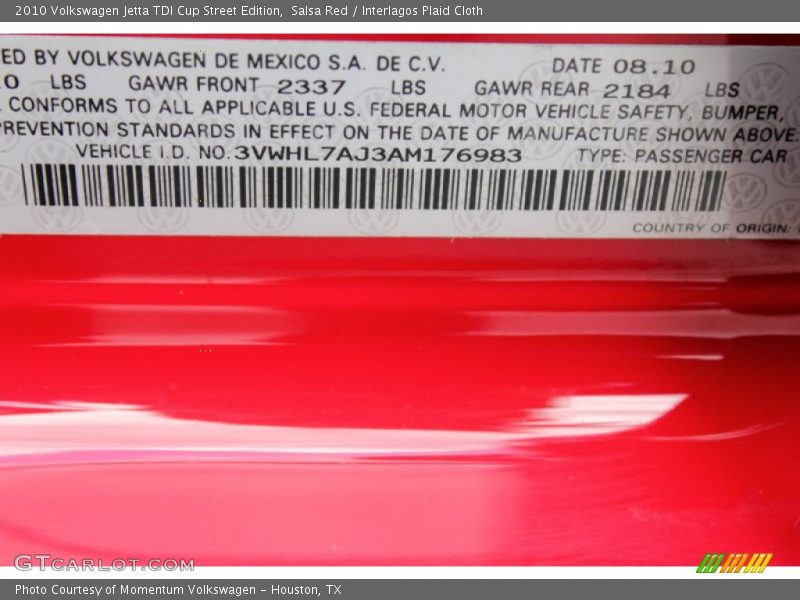 2010 Volkswagen Jetta TDI Cup Street Edition,  Salsa Red / Interlagos Plaid Cloth
ED BY VOLKSWAGEN DE MEXICO S.A. DE C.V. DATE 08.10
0 LBS GAWR FRONT 2337 LBS GAWR REAR 2184 LBS
CONFORMS TO ALL APPLICABLE U.S. FEDERAL MOTOR VEHICLE SAFETY, BUMPER,
PREVENTION STANDARDS IN EFFECT ON THE DATE OF MANUFACTURE SHOWN ABOVE.
VEHICLE I.D. NO. 3VWHL7AJ3AM176983 TYPE: PASSENGER CAR
COUNTRY OF ORIGIN:
GTCARLOT.COM
Photo Courtesy of Momentum Volkswagen - Houston, TX